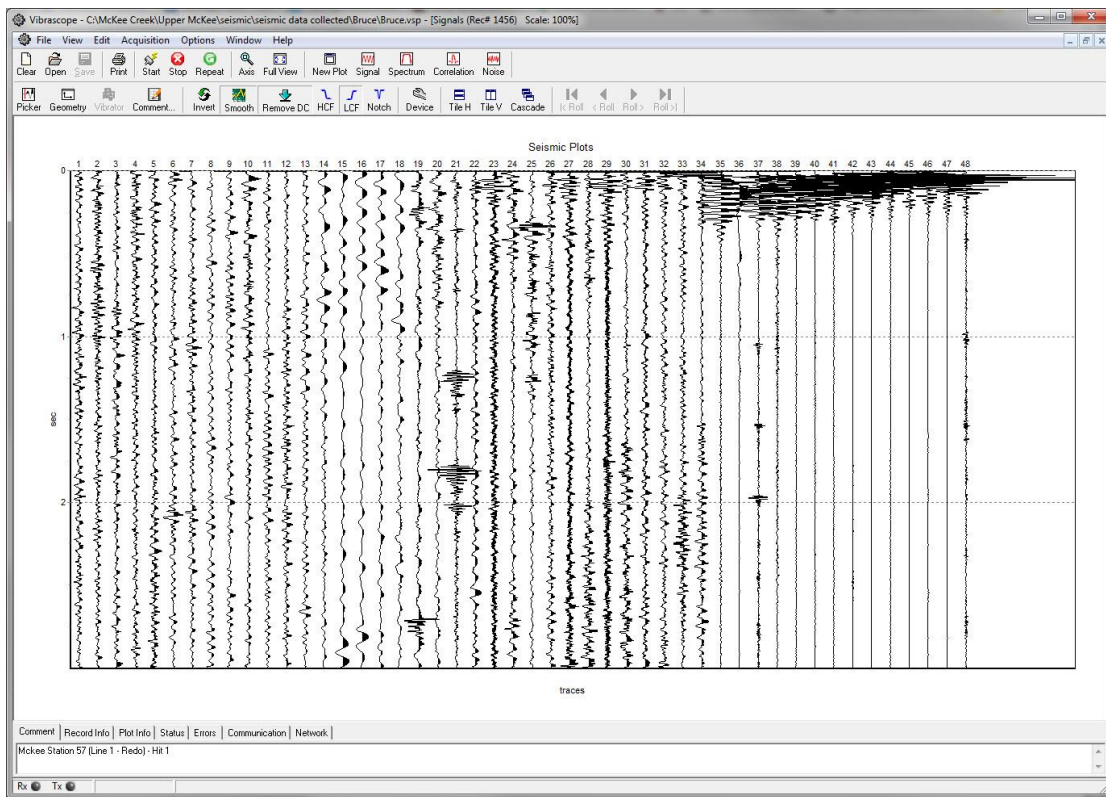 Vibrascope - C:\McKee Creek\Upper McKee\seismic\seismic data collected\Bruce\Bruce.vsp - [Signals (Rec# 1456) Scale: 100%]
File View Edit Acquisition Options Window Help
Clear Open Save Print Start Stop Repeat Axis Full View New Plot Signal Spectrum Correlation Noise
Picker Geometry Vibrator Comment... Invert Smooth Remove DC HCF LCF Notch Device Tile H Tile V Cascade |< Roll < Roll Roll > Roll >|
Seismic Plots
1 2 3 4 5 6 7 8 9 10 11 12 13 14 15 16 17 18 19 20 21 22 23 24 25 26 27 28 29 30 31 32 33 34 35 36 37 38 39 40 41 42 43 44 45 46 47 48
0
1
sec
2
traces
Comment Record Info Plot Info Status Errors Communication Network
Mckee Station 57 (Line 1 - Redo) - Hit 1
Rx Tx